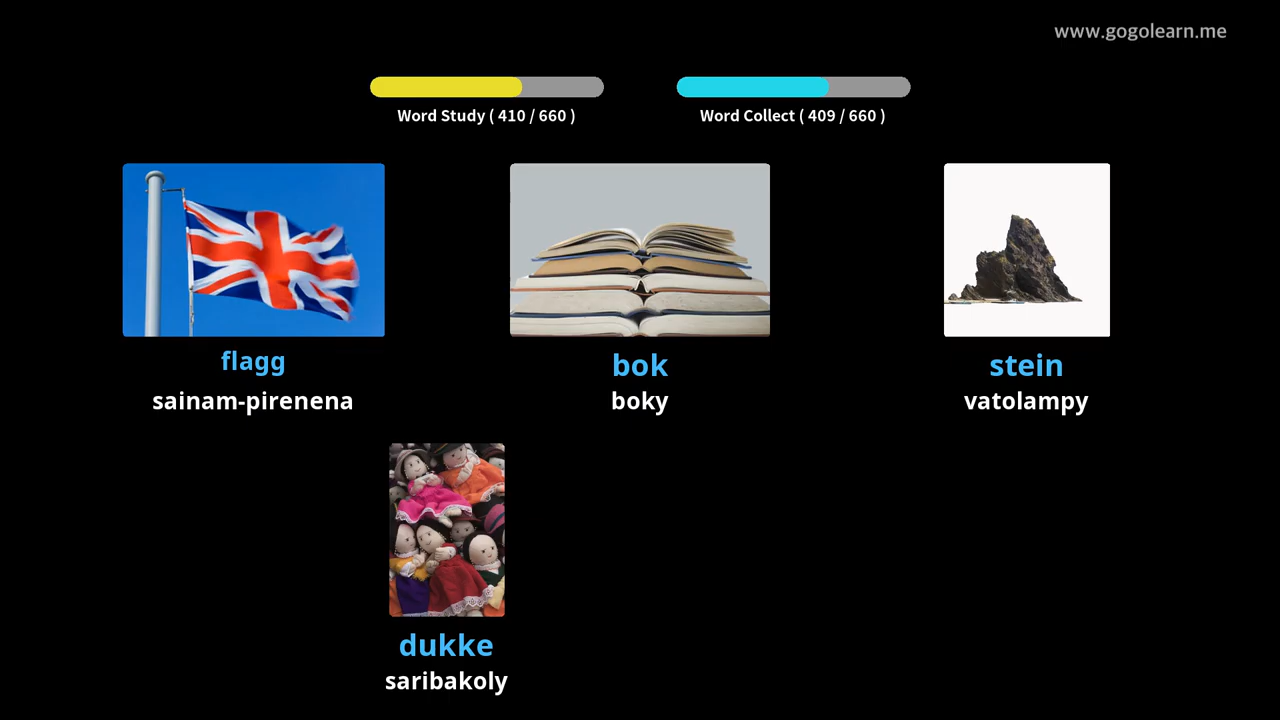 www.gogolearn.me
Word Study ( 410 / 660 )
Word Collect ( 409 / 660 )
flagg
sainam-pirenena
bok
boky
stein
vatolampy
dukke
saribakoly